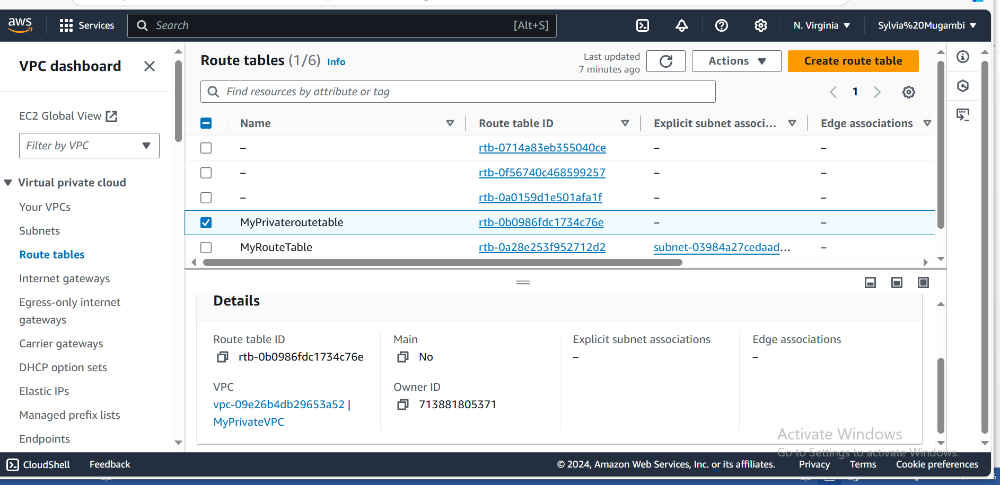 aws
Services
Search
[Alt+S]
N. Virginia
Sylvia%20Mugambi
VPC dashboard
EC2 Global View
Filter by VPC
Virtual private cloud
Your VPCs
Subnets
Route tables
Internet gateways
Egress-only internet
gateways
Carrier gateways
DHCP option sets
Elastic IPs
Managed prefix lists
Endpoints
Route tables (1/6) Info
Last updated
7 minutes ago
Actions
Create route table
Find resources by attribute or tag
1
Name Route table ID Explicit subnet associ... Edge associations
– rtb-0714a83eb355040ce – –
– rtb-0f56740c468599257 – –
– rtb-0a0159d1e501afa1f – –
MyPrivateroutetable rtb-0b0986fdc1734c76e – –
MyRouteTable rtb-0a28e253f952712d2 subnet-03984a27cedaad... –
Details
Route table ID
rtb-0b0986fdc1734c76e
Main
No
Explicit subnet associations
–
Edge associations
–
VPC
vpc-09e26b4db29653a52 |
MyPrivateVPC
Owner ID
713881805371
Activate Windows
Go to Settings to activate Windows.
CloudShell
Feedback
© 2024, Amazon Web Services, Inc. or its affiliates.
Privacy
Terms
Cookie preferences